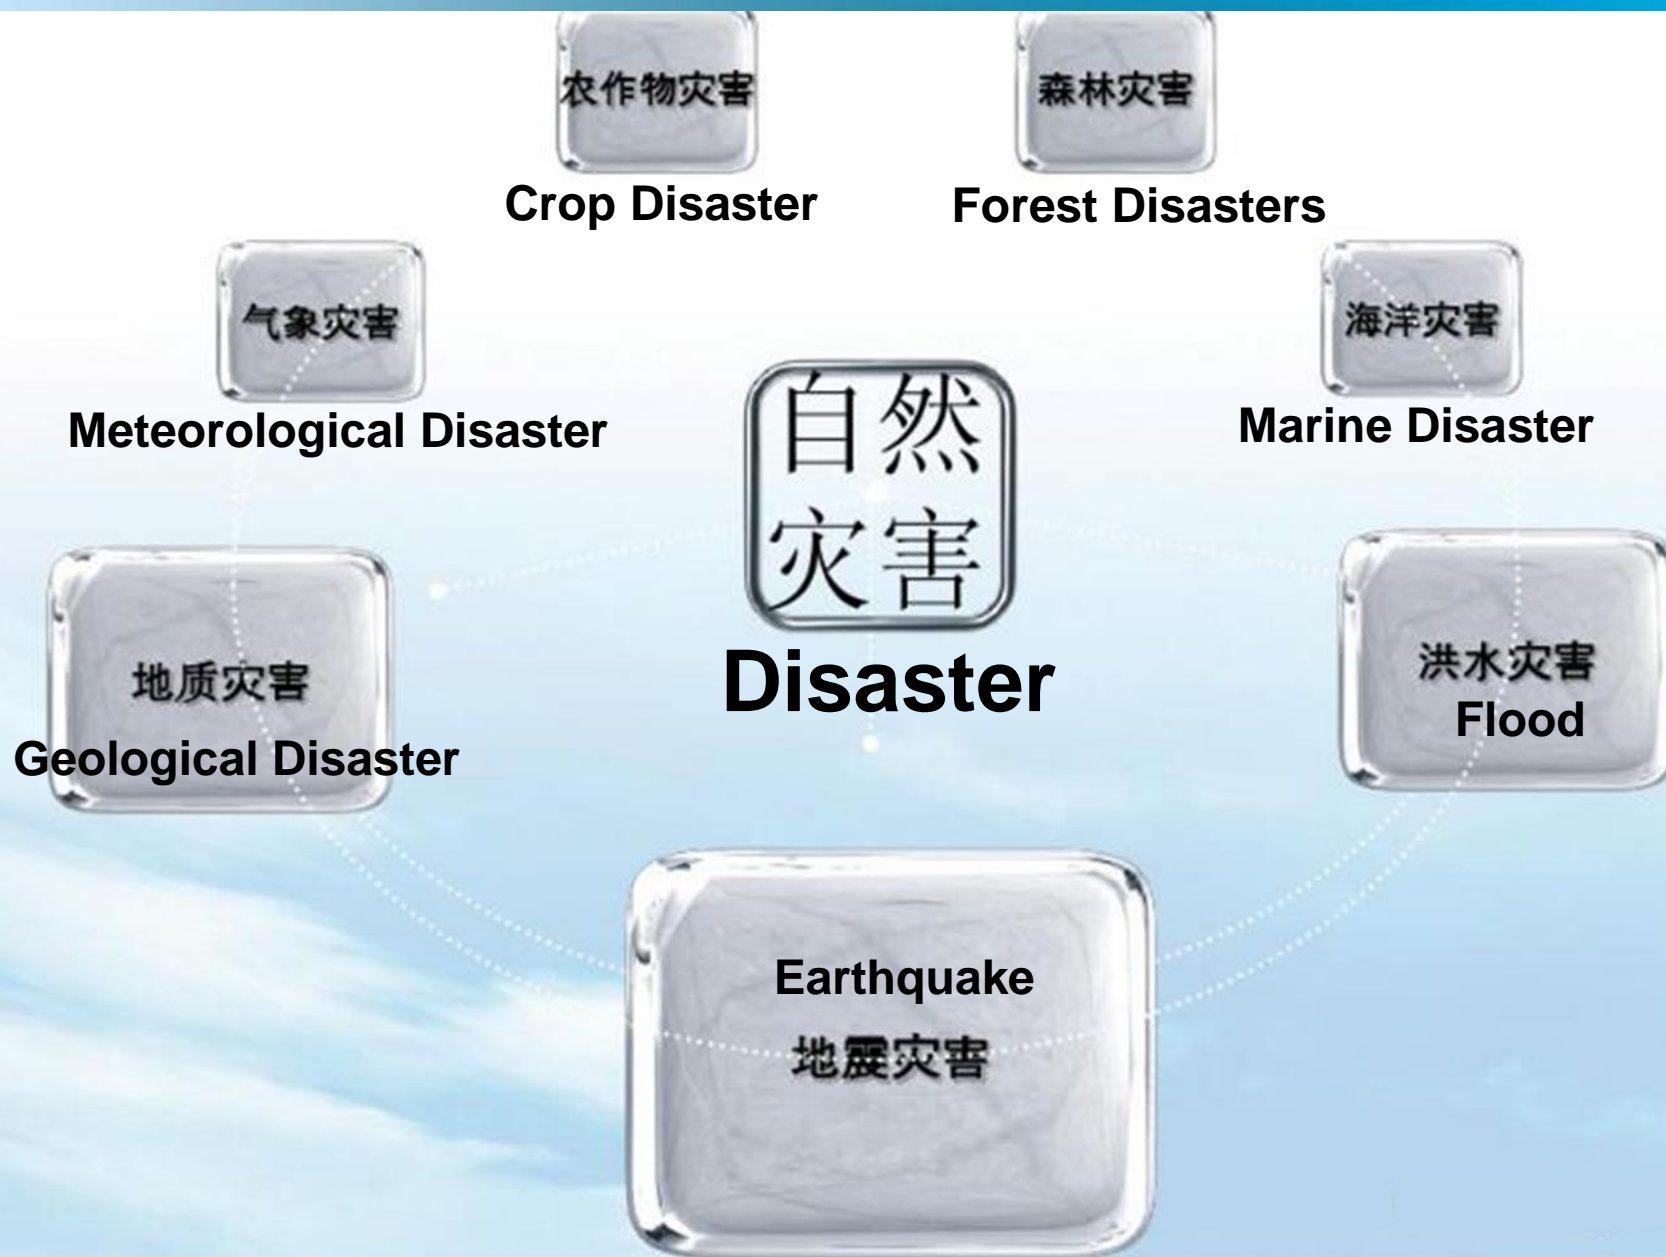 农作物灾害
森林灾害
Crop Disaster
Forest Disasters
气象灾害
海洋灾害
Meteorological Disaster
Marine Disaster
自然
灾害
Disaster
地质灾害
Geological Disaster
洪水灾害
Flood
Earthquake
地震灾害